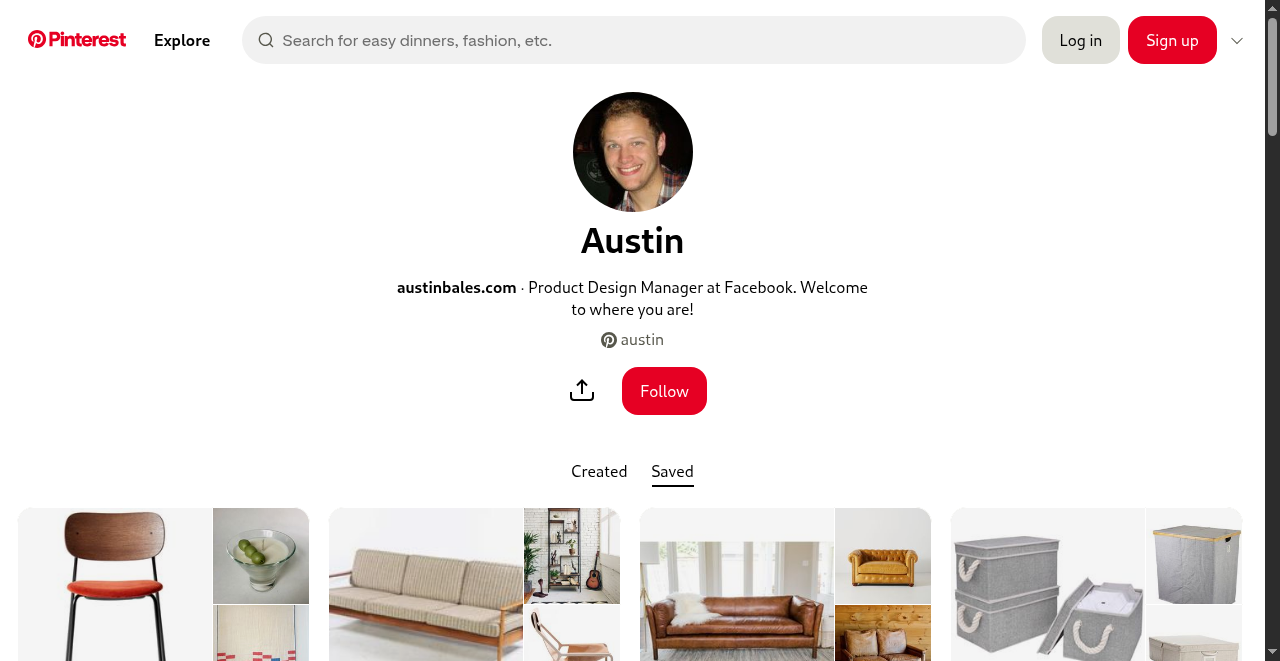 Pinterest
Explore
Search for easy dinners, fashion, etc.
Log in
Sign up
Austin
austinbales.com · Product Design Manager at Facebook. Welcome
to where you are!
austin
Follow
Created
Saved